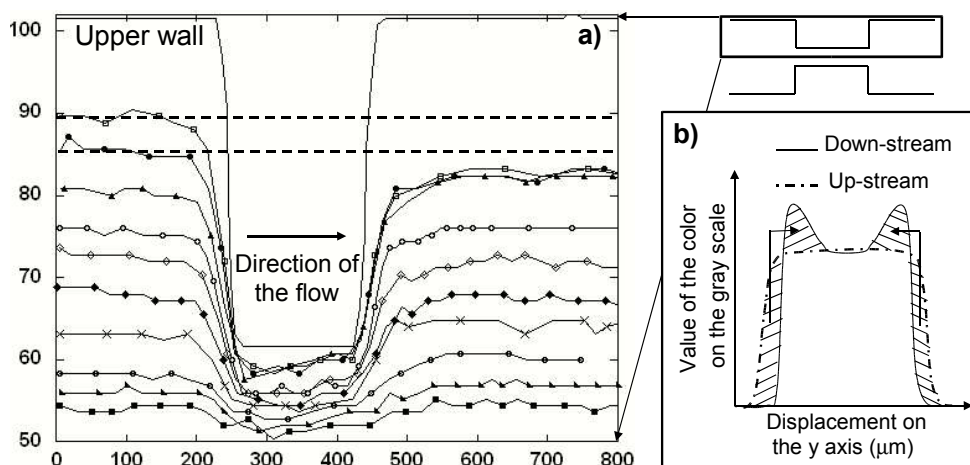 Upper wall
a)
100
90
80
70
60
50
Direction of
the flow
0
100
200
300
400
500
600
700
800
b)
Down-stream
Up-stream
Value of the color
on the gray scale
Displacement on
the y axis (μm)